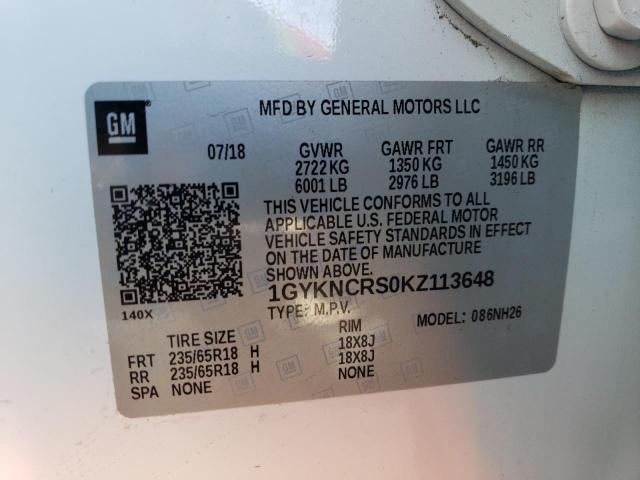 GM
MFD BY GENERAL MOTORS LLC
07/18 GVWR GAWR FRT GAWR RR
2722 KG 1350 KG 1450 KG
6001 LB 2976 LB 3196 LB
THIS VEHICLE CONFORMS TO ALL
APPLICABLE U.S. FEDERAL MOTOR
VEHICLE SAFETY STANDARDS IN EFFECT
ON THE DATE OF MANUFACTURE
SHOWN ABOVE.
1GYKNCRS0KZ113648
140X
TYPE: M.P.V. MODEL: 086NH26
TIRE SIZE RIM
FRT 235/65R18 H 18X8J
RR 235/65R18 H 18X8J
SPA NONE NONE